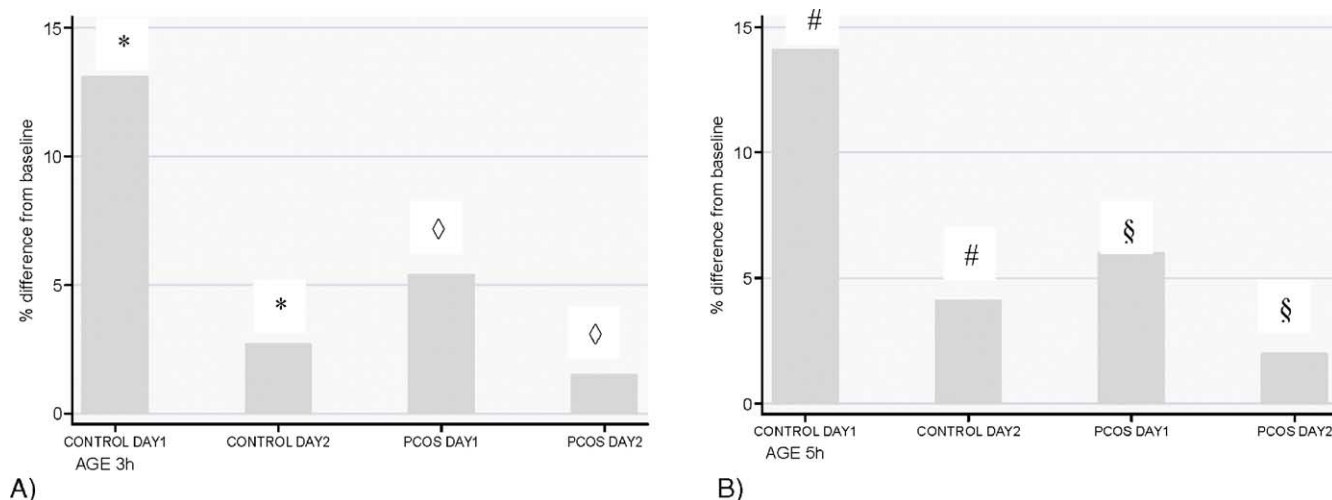 % difference from baseline
15
10
5
0
*
*
◊
◊
CONTROL DAY1
CONTROL DAY2
PCOS DAY1
PCOS DAY2
AGE 3h
A)
% difference from baseline
15
10
5
0
#
#
§
§
CONTROL DAY1
CONTROL DAY2
PCOS DAY1
PCOS DAY2
AGE 5h
B)